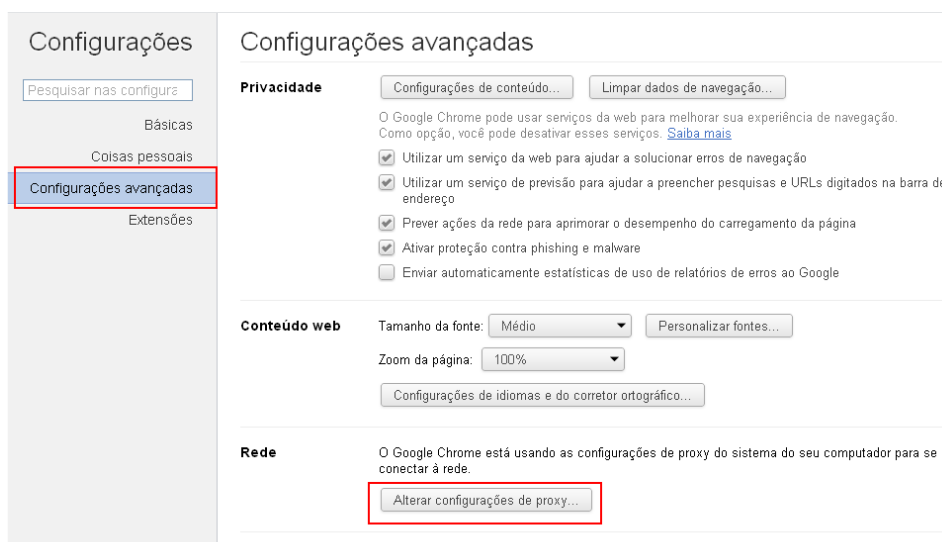 Configurações
Pesquisar nas configura
Básicas
Coisas pessoais
Configurações avançadas
Extensões
Configurações avançadas
Privacidade
Configurações de conteúdo...
Limpar dados de navegação...
O Google Chrome pode usar serviços da web para melhorar sua experiência de navegação.
Como opção, você pode desativar esses serviços. Saiba mais
Utilizar um serviço da web para ajudar a solucionar erros de navegação
Utilizar um serviço de previsão para ajudar a preencher pesquisas e URLs digitados na barra de
endereço
Prever ações da rede para aprimorar o desempenho do carregamento da página
Ativar proteção contra phishing e malware
Enviar automaticamente estatísticas de uso de relatórios de erros ao Google
Conteúdo web
Tamanho da fonte: Médio
Personalizar fontes...
Zoom da página: 100%
Configurações de idiomas e do corretor ortográfico...
Rede
O Google Chrome está usando as configurações de proxy do sistema do seu computador para se
conectar à rede.
Alterar configurações de proxy...